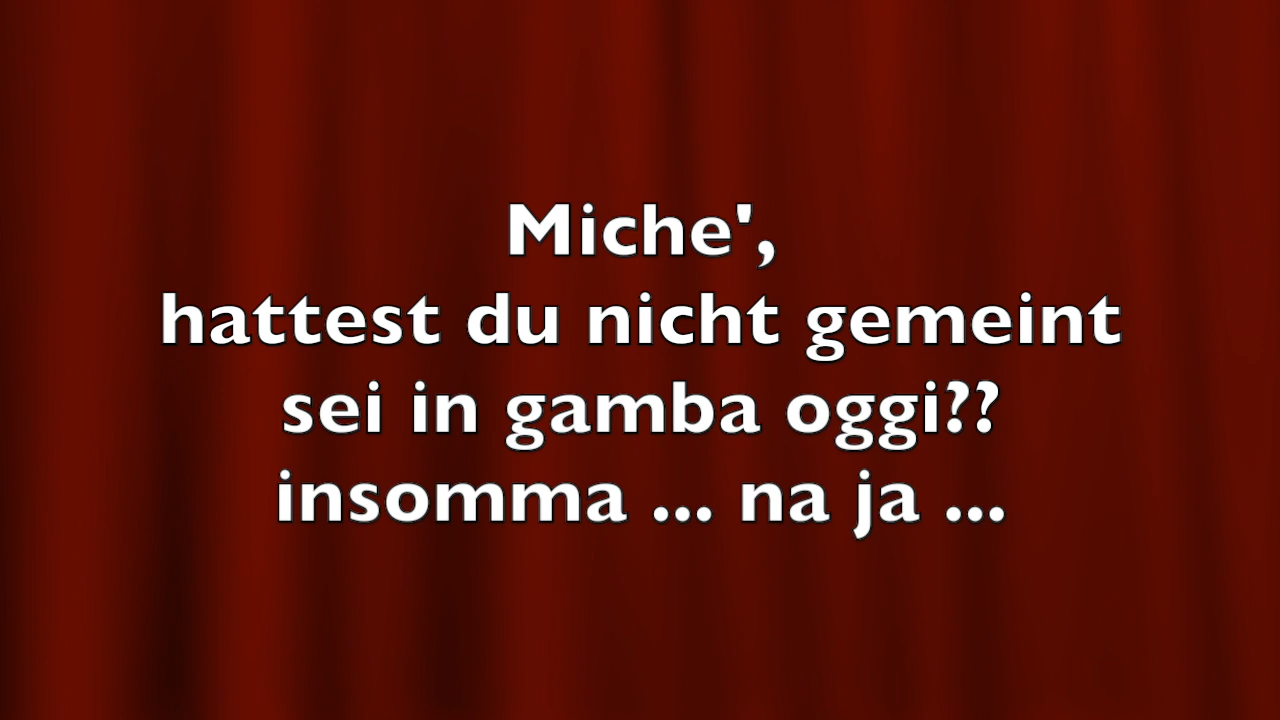 Miche',
hattest du nicht gemeint
sei in gamba oggi??
insomma ... na ja ...